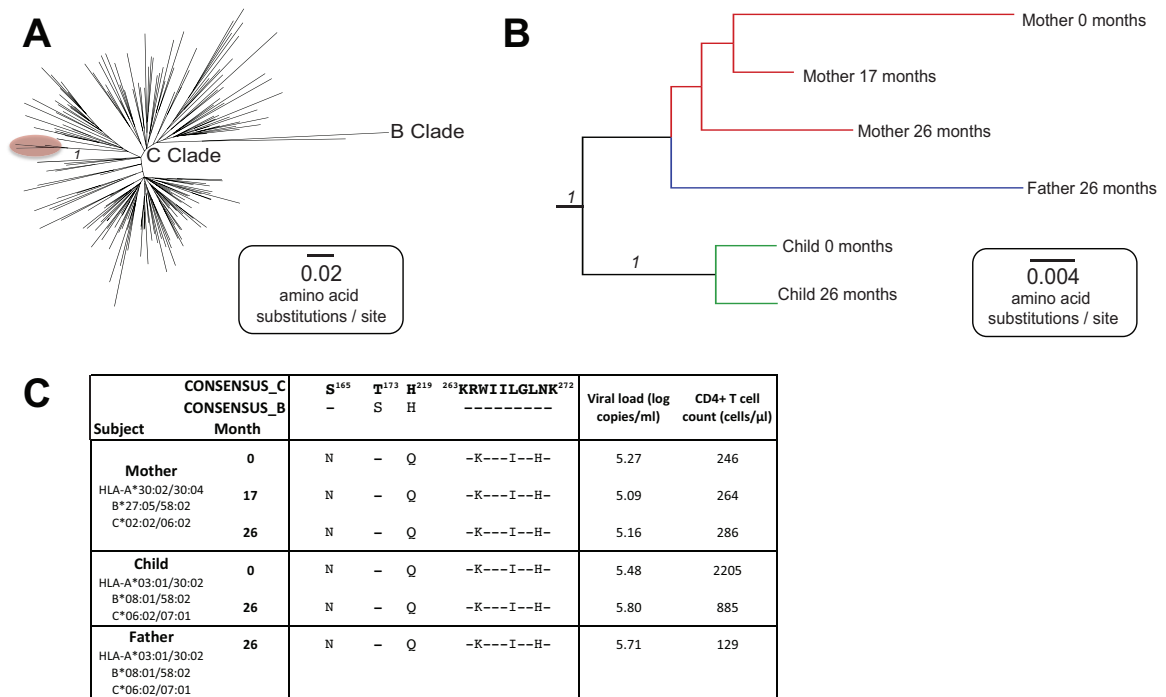 A
B Clade
C Clade
1
0.02
amino acid
substitutions / site
B
Mother 0 months
Mother 17 months
Mother 26 months
Father 26 months
Child 0 months
Child 26 months
1
1
0.004
amino acid
substitutions / site
C
CONSENSUS_C S¹⁶⁵ T¹⁷³ H²¹⁹ ²⁶³KRWIILGLNK²⁷² Viral load (log copies/ml) CD4+ T cell count (cells/µl)
CONSENSUS_B – S H ---------
Subject Month
Mother
HLA-A*30:02/30:04
B*27:05/58:02
C*02:02/06:02
0 N – Q -K---I--H- 5.27 246
17 N – Q -K---I--H- 5.09 264
26 N – Q -K---I--H- 5.16 286
Child
HLA-A*03:01/30:02
B*08:01/58:02
C*06:02/07:01
0 N – Q -K---I--H- 5.48 2205
26 N – Q -K---I--H- 5.80 885
Father
HLA-A*03:01/30:02
B*08:01/58:02
C*06:02/07:01
26 N – Q -K---I--H- 5.71 129